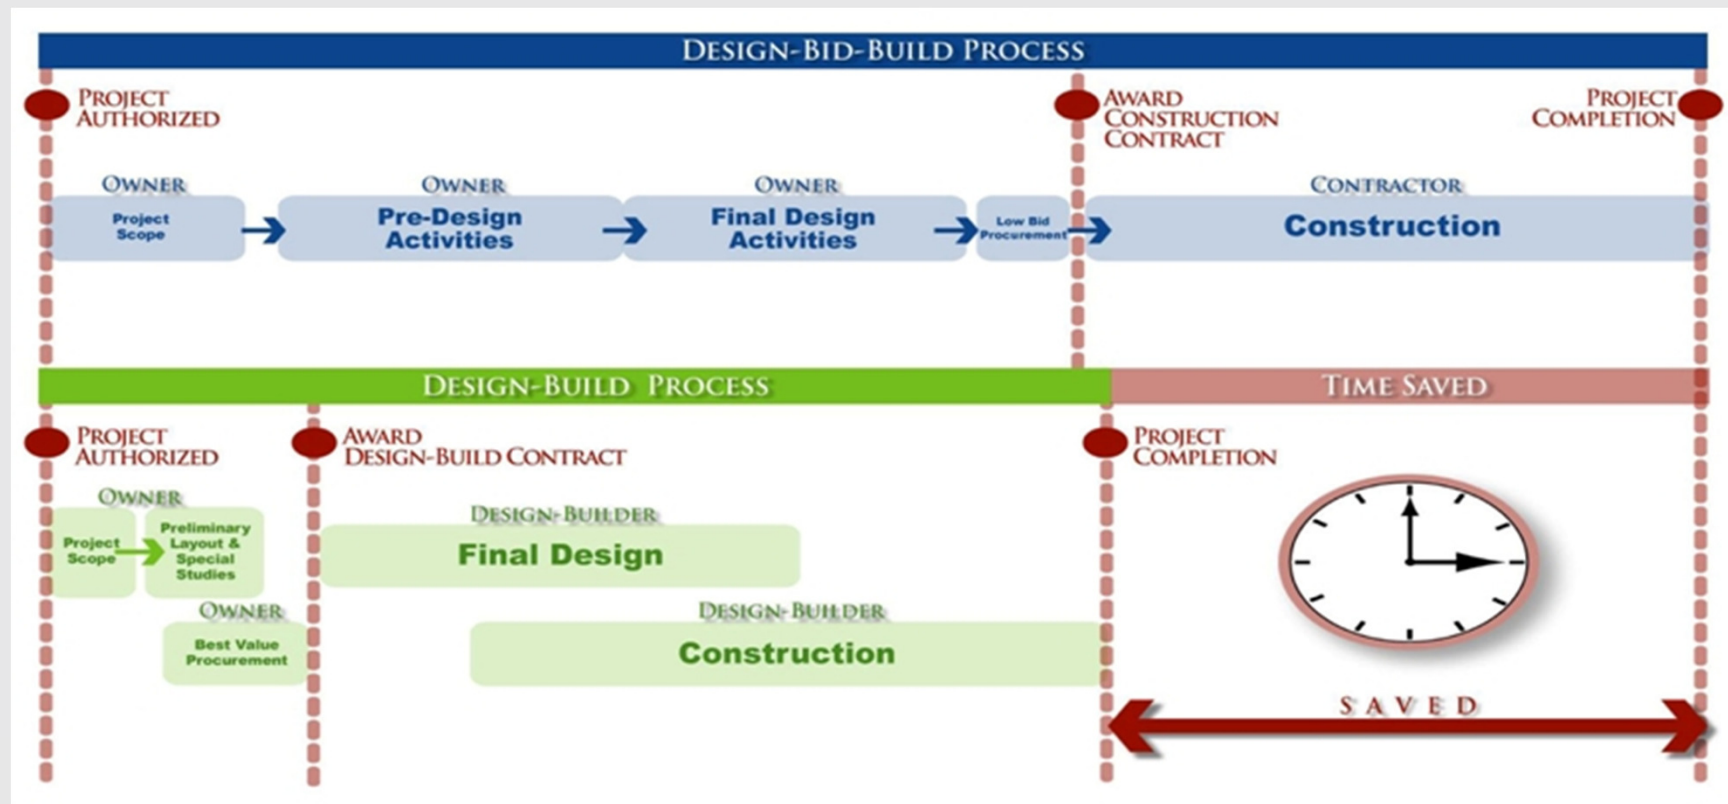 DESIGN-BID-BUILD PROCESS
PROJECT
AUTHORIZED
AWARD
CONSTRUCTION
CONTRACT
PROJECT
COMPLETION
OWNER
Project
Scope
OWNER
Pre-Design
Activities
OWNER
Final Design
Activities
Low Bid
Procurement
CONTRACTOR
Construction
DESIGN-BUILD PROCESS
TIME SAVED
PROJECT
AUTHORIZED
AWARD
DESIGN-BUILD CONTRACT
PROJECT
COMPLETION
OWNER
Project
Scope
Preliminary
Layout &
Special
Studies
DESIGN-BUILDER
Final Design
OWNER
Best Value
Procurement
DESIGN-BUILDER
Construction
SAVED